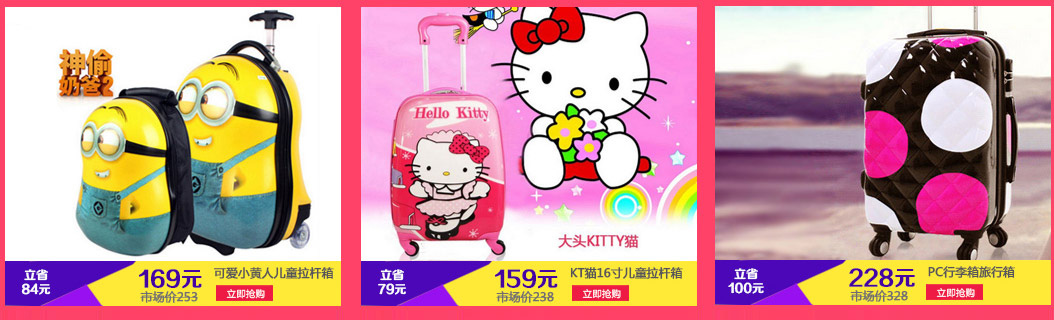 神偷
奶爸2
立省
84元
169元
市场价253
可爱小黄人儿童拉杆箱
立即抢购
Hello Kitty
大头KITTY猫
立省
79元
159元
市场价238
KT猫16寸儿童拉杆箱
立即抢购
立省
100元
228元
市场价328
PC行李箱旅行箱
立即抢购